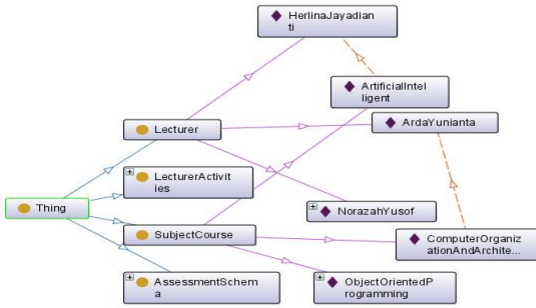 HerlinaJayadian
ti
ArtificialIntel
ligent
ArdaYunianta
Lecturer
LecturerActivit
ies
Thing
NorazahYusof
SubjectCourse
ComputerOrganiz
ationAndArchite...
AssessmentSchem
a
ObjectOrientedP
rogramming